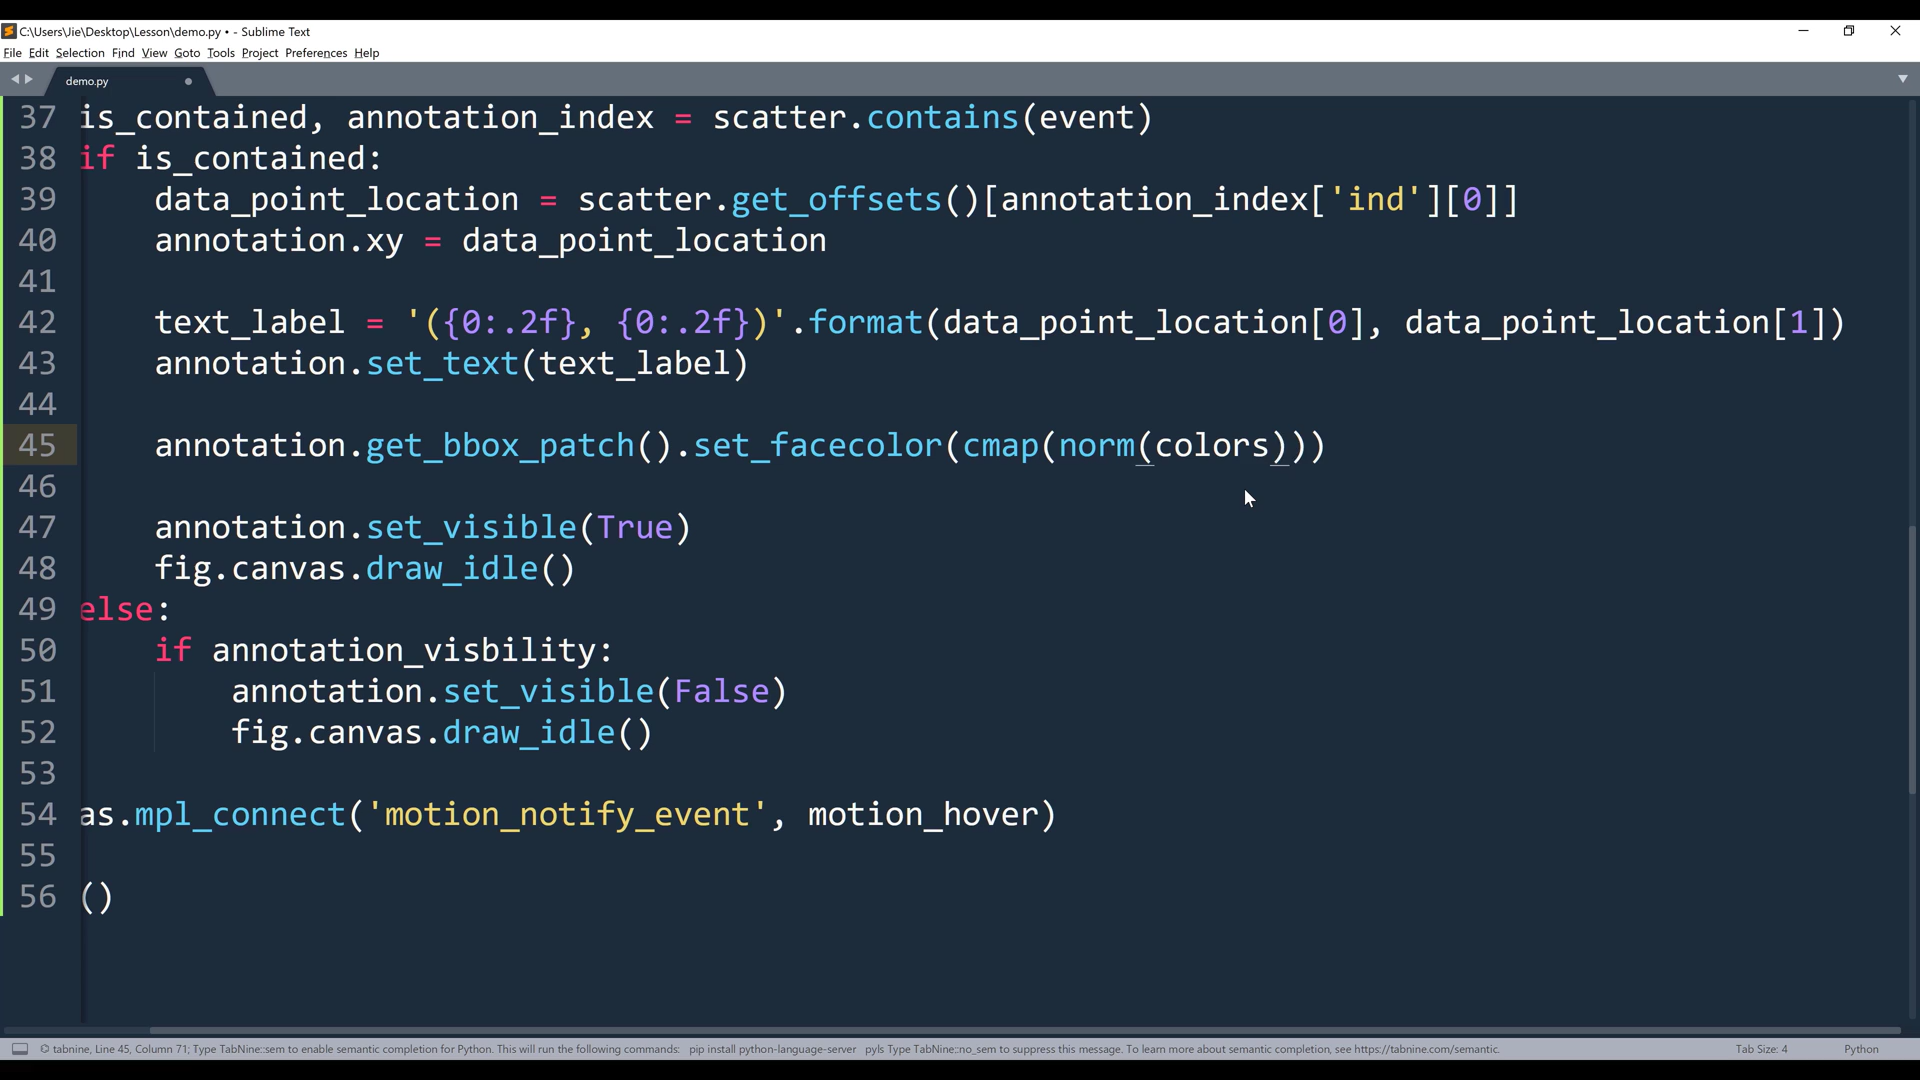 C:\Users\Jie\Desktop\Lesson\demo.py • - Sublime Text
File Edit Selection Find View Goto Tools Project Preferences Help
demo.py
37 is_contained, annotation_index = scatter.contains(event)
38 if is_contained:
39 data_point_location = scatter.get_offsets()[annotation_index['ind'][0]]
40 annotation.xy = data_point_location
41
42 text_label = '({0:.2f}, {0:.2f})'.format(data_point_location[0], data_point_location[1])
43 annotation.set_text(text_label)
44
45 annotation.get_bbox_patch().set_facecolor(cmap(norm(colors)))
46
47 annotation.set_visible(True)
48 fig.canvas.draw_idle()
49 else:
50 if annotation_visbility:
51 annotation.set_visible(False)
52 fig.canvas.draw_idle()
53
54 as.mpl_connect('motion_notify_event', motion_hover)
55
56 ()
tabnine, Line 45, Column 71; Type TabNine::sem to enable semantic completion for Python. This will run the following commands: pip install python-language-server pyls Type TabNine::no_sem to suppress this message. To learn more about semantic completion, see https://tabnine.com/semantic. Tab Size: 4 Python